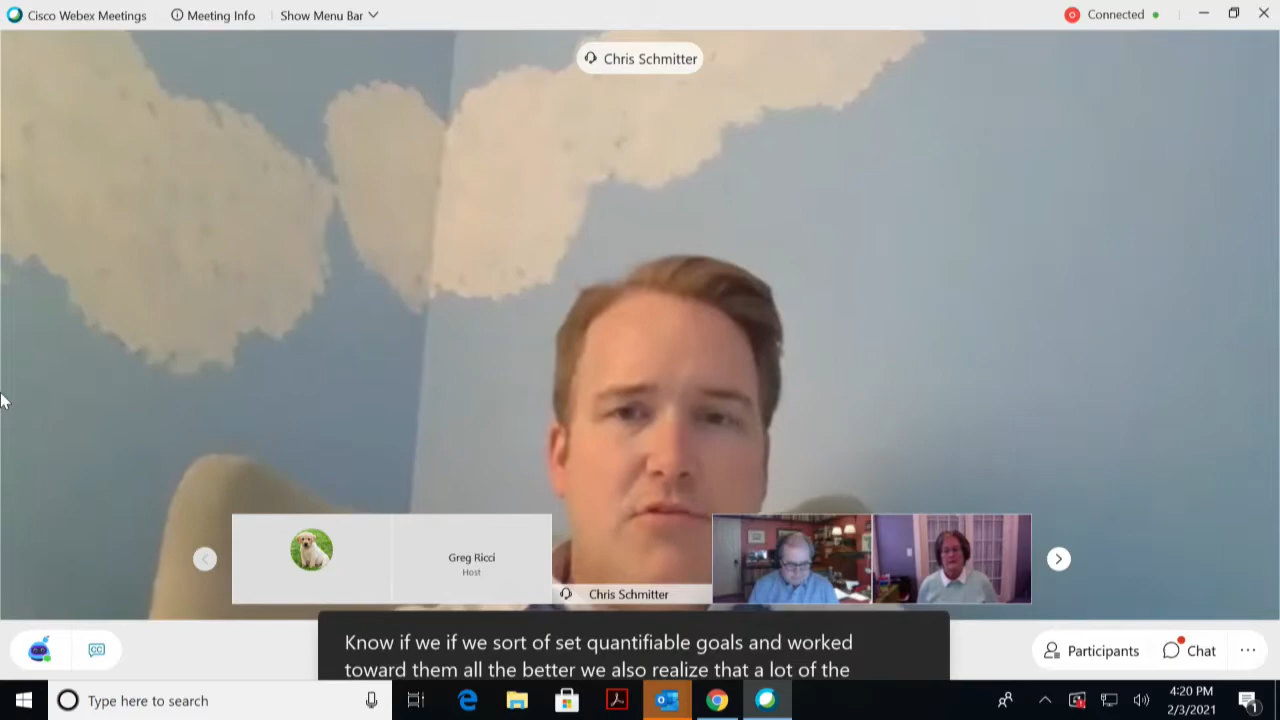 Cisco Webex Meetings
Meeting Info
Show Menu Bar
Connected
Chris Schmitter
Greg Ricci
Host
Chris Schmitter
Know if we if we sort of set quantifiable goals and worked
toward them all the better we also realize that a lot of the
CC
Participants
Chat
Type here to search
4:20 PM
2/3/2021
1